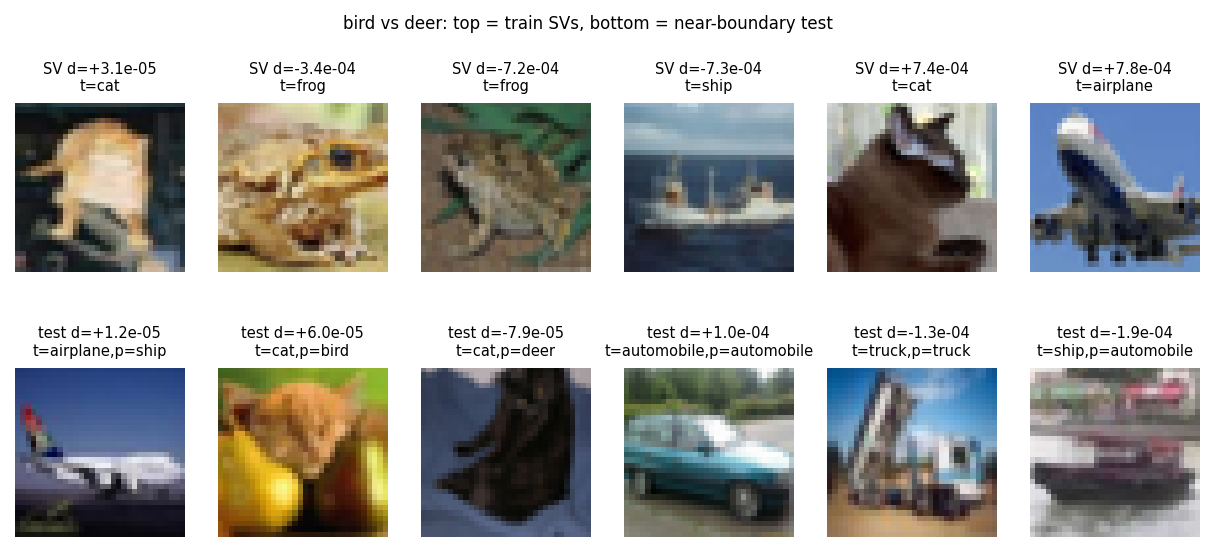 bird vs deer: top = train SVs, bottom = near-boundary test
SV d=+3.1e-05
t=cat
SV d=-3.4e-04
t=frog
SV d=-7.2e-04
t=frog
SV d=-7.3e-04
t=ship
SV d=+7.4e-04
t=cat
SV d=+7.8e-04
t=airplane
test d=+1.2e-05
t=airplane,p=ship
test d=+6.0e-05
t=cat,p=bird
test d=-7.9e-05
t=cat,p=deer
test d=+1.0e-04
t=automobile,p=automobile
test d=-1.3e-04
t=truck,p=truck
test d=-1.9e-04
t=ship,p=automobile